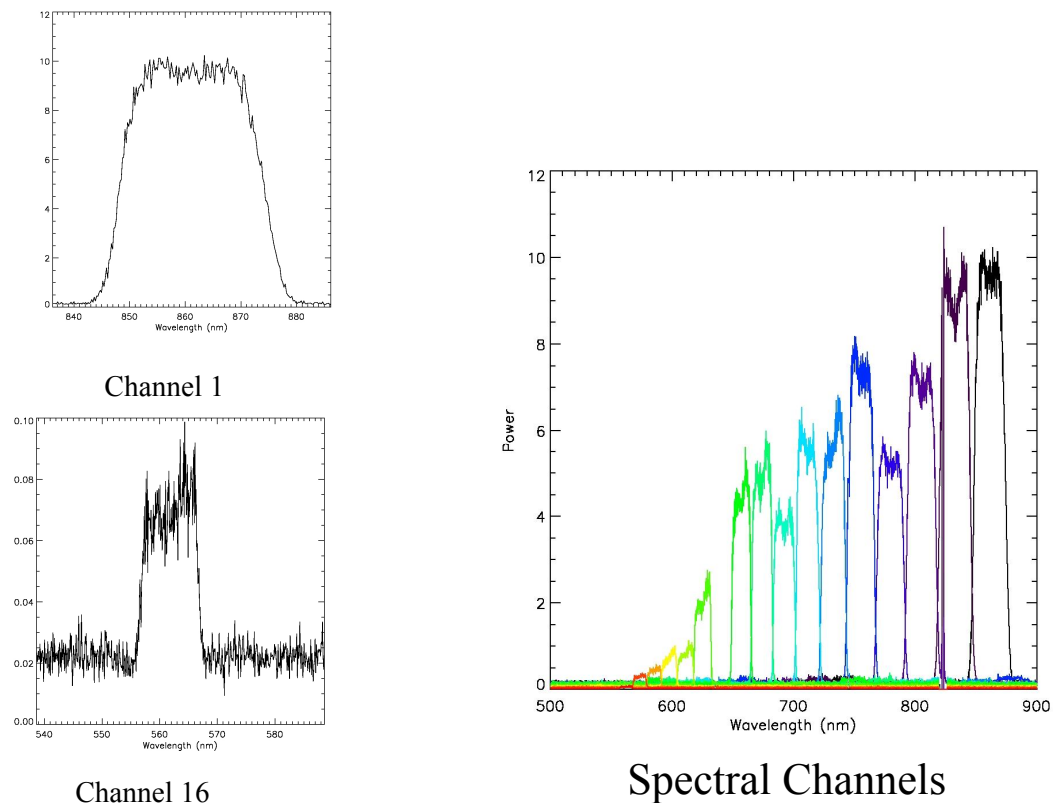 12
10
8
6
4
2
0
840 850 860 870 880
Wavelength (nm)
Channel 1
0.10
0.08
0.06
0.04
0.02
0.00
540 550 560 570 580
Wavelength (nm)
Channel 16
12
10
8
6
4
2
0
Power
500 600 700 800 900
Wavelength (nm)
Spectral Channels